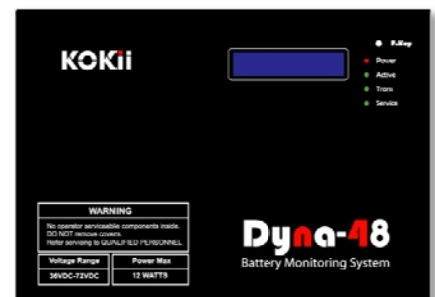 KOKii
F-Key
Power
Active
Trans
Service
WARNING
No operator serviceable components inside.
DO NOT remove covers.
Refer servicing to QUALIFIED PERSONNEL
Voltage Range
Power Max
36VDC-72VDC
12 WATTS
Dyna-48
Battery Monitoring System